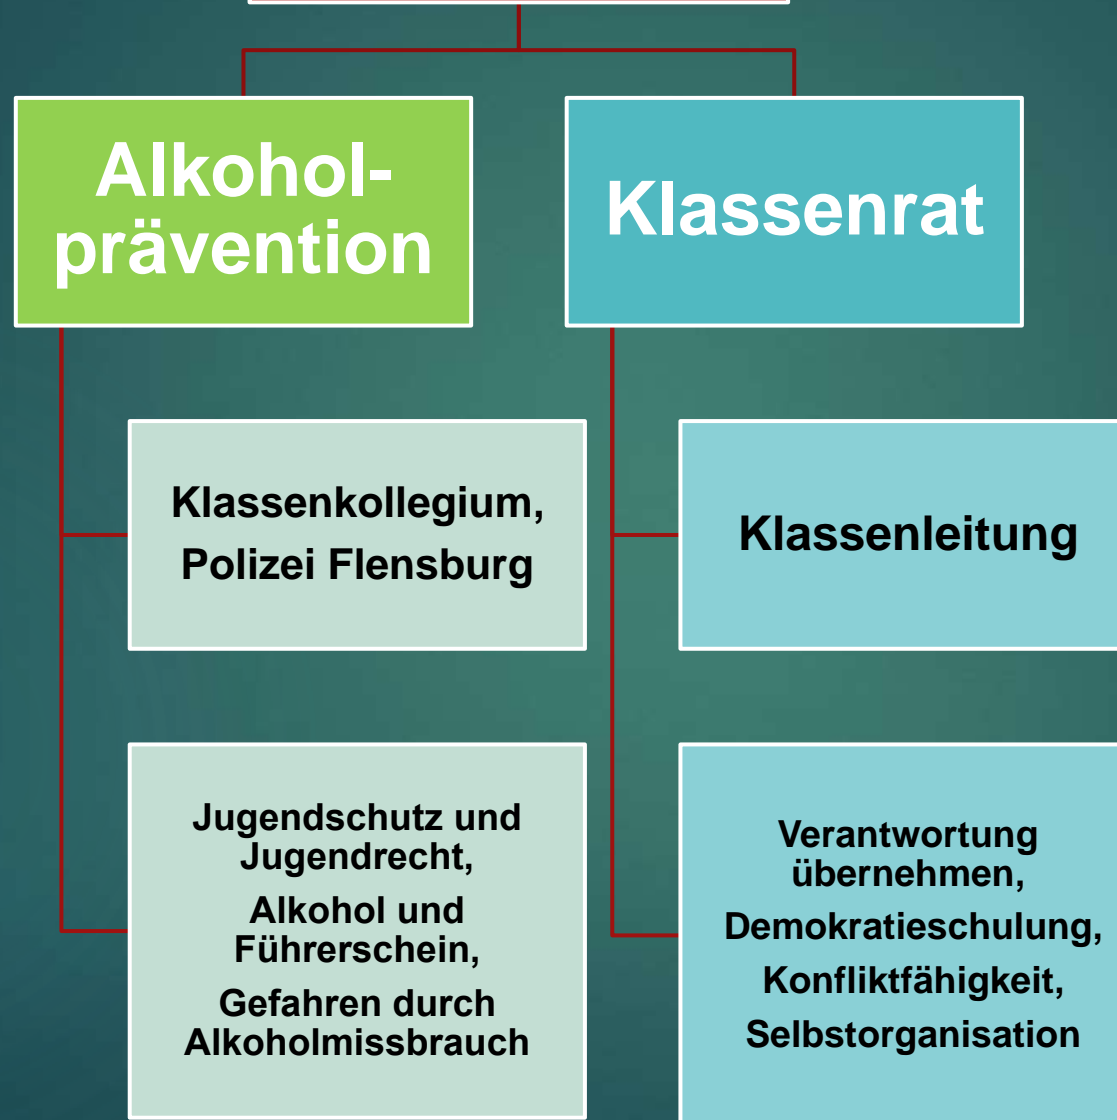 Alkohol-
prävention
Klassenrat
Klassenkollegium,
Polizei Flensburg
Klassenleitung
Jugendschutz und
Jugendrecht,
Alkohol und
Führerschein,
Gefahren durch
Alkoholmissbrauch
Verantwortung
übernehmen,
Demokratieschulung,
Konfliktfähigkeit,
Selbstorganisation